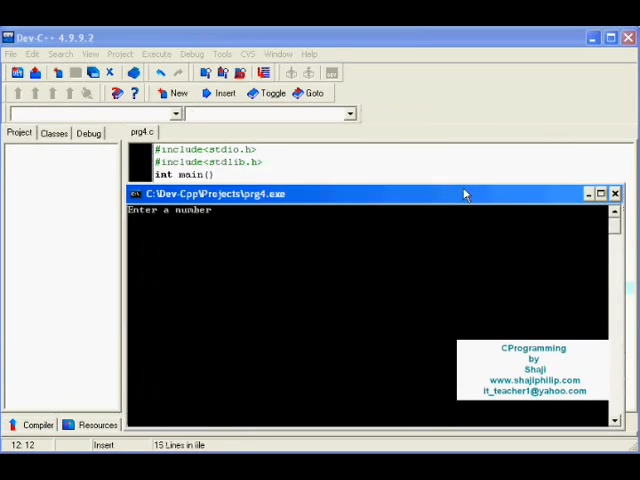 Dev-C++ 4.9.9.2
File Edit Search View Project Execute Debug Tools CVS Window Help
New Insert Toggle Goto
Project Classes Debug prg4.c
#include<stdio.h>
#include<stdlib.h>
int main()
C:\Dev-Cpp\Projects\prg4.exe
Enter a number
CProgramming
by
Shaji
www.shajiphilip.com
it_teacher1@yahoo.com
Compiler Resources
12: 12 Insert 15 Lines in file